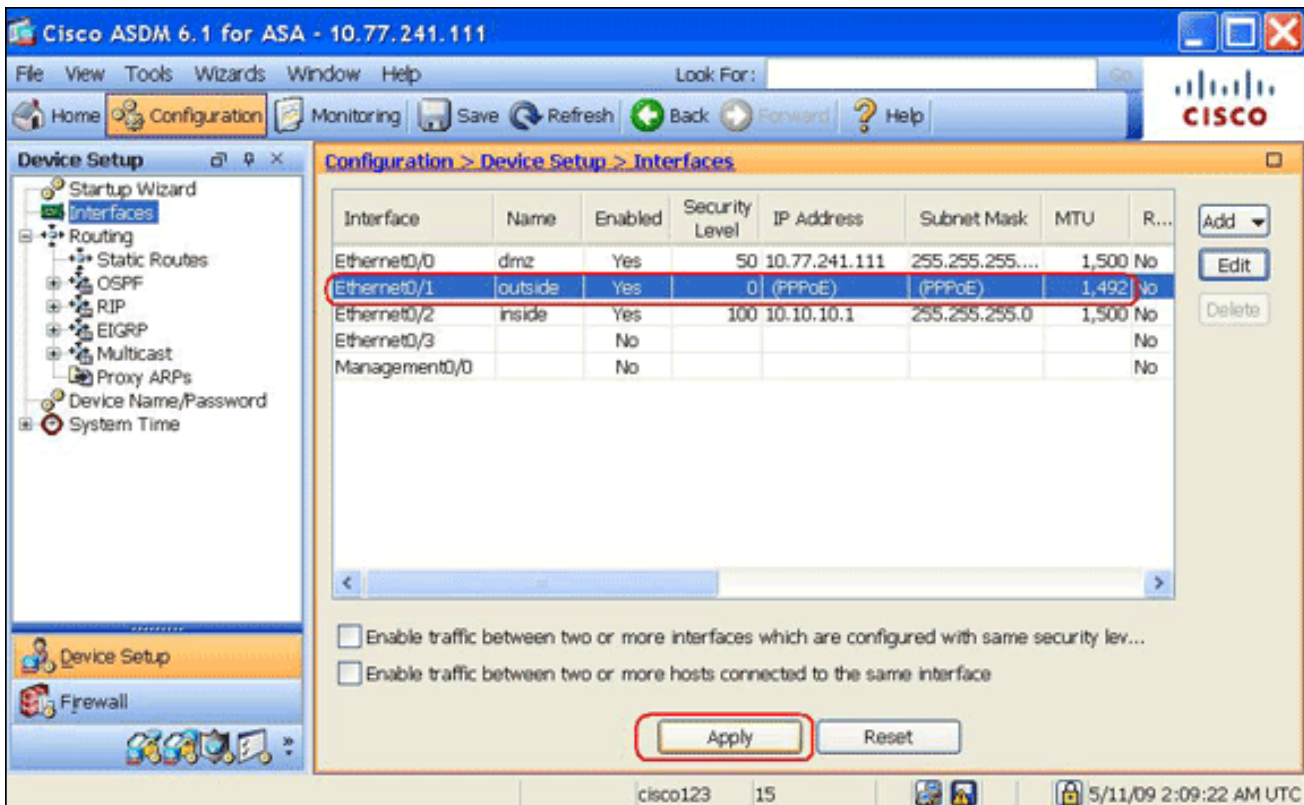 Cisco ASDM 6.1 for ASA - 10.77.241.111
File View Tools Wizards Window Help Look For: Go
Home Configuration Monitoring Save Refresh Back Forward Help
CISCO
Device Setup
Startup Wizard
Interfaces
Routing
Static Routes
OSPF
RIP
EIGRP
Multicast
Proxy ARPs
Device Name/Password
System Time
Device Setup
Firewall
Configuration > Device Setup > Interfaces
Interface Name Enabled Security Level IP Address Subnet Mask MTU R...
Ethernet0/0 dmz Yes 50 10.77.241.111 255.255.255.... 1,500 No
Ethernet0/1 outside Yes 0 (PPPoE) (PPPoE) 1,492 No
Ethernet0/2 inside Yes 100 10.10.10.1 255.255.255.0 1,500 No
Ethernet0/3 No No
Management0/0 No No
Add
Edit
Delete
Enable traffic between two or more interfaces which are configured with same security lev...
Enable traffic between two or more hosts connected to the same interface
Apply Reset
cisco123 15 5/11/09 2:09:22 AM UTC